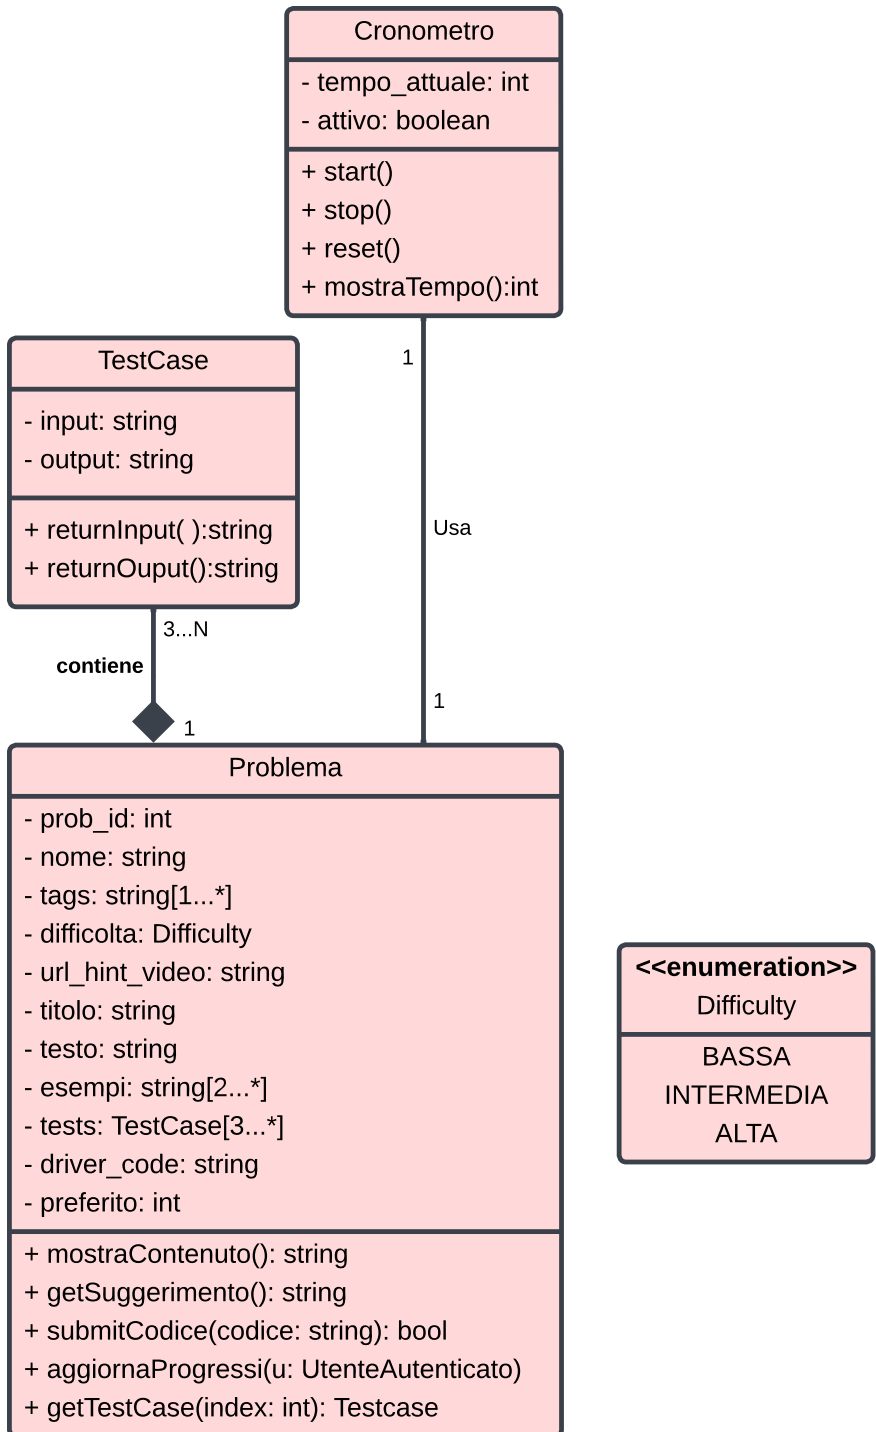 Cronometro
- tempo_attuale: int
- attivo: boolean
+ start()
+ stop()
+ reset()
+ mostraTempo():int
1
TestCase
- input: string
- output: string
+ returnInput( ):string
+ returnOuput():string
Usa
3...N
contiene
1
1
Problema
- prob_id: int
- nome: string
- tags: string[1...*]
- difficolta: Difficulty
- url_hint_video: string
- titolo: string
- testo: string
- esempi: string[2...*]
- tests: TestCase[3...*]
- driver_code: string
- preferito: int
+ mostraContenuto(): string
+ getSuggerimento(): string
+ submitCodice(codice: string): bool
+ aggiornaProgressi(u: UtenteAutenticato)
+ getTestCase(index: int): Testcase
<<enumeration>>
Difficulty
BASSA
INTERMEDIA
ALTA